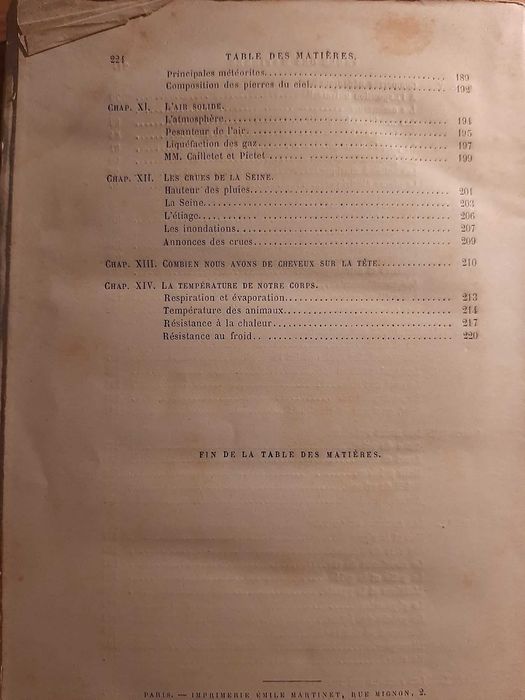 224 TABLE DES MATIÈRES.
Principales météorites. 189
Composition des pierres du ciel. 192
CHAP. XI. L'AIR SOLIDE.
L'atmosphère. 194
Pesanteur de l'air. 195
Liquéfaction des gaz. 197
MM. Cailletet et Pictet. 199
CHAP. XII. LES CRUES DE LA SEINE.
Hauteur des pluies. 201
La Seine. 203
L'étiage. 206
Les inondations. 207
Annonces des crues. 209
CHAP. XIII. COMBIEN NOUS AVONS DE CHEVEUX SUR LA TÊTE. 210
CHAP. XIV. LA TEMPÉRATURE DE NOTRE CORPS.
Respiration et évaporation. 213
Température des animaux. 214
Résistance à la chaleur. 217
Résistance au froid. 220
FIN DE LA TABLE DES MATIÈRES.
PARIS. — IMPRIMERIE ÉMILE MARTINET, RUE MIGNON, 2.